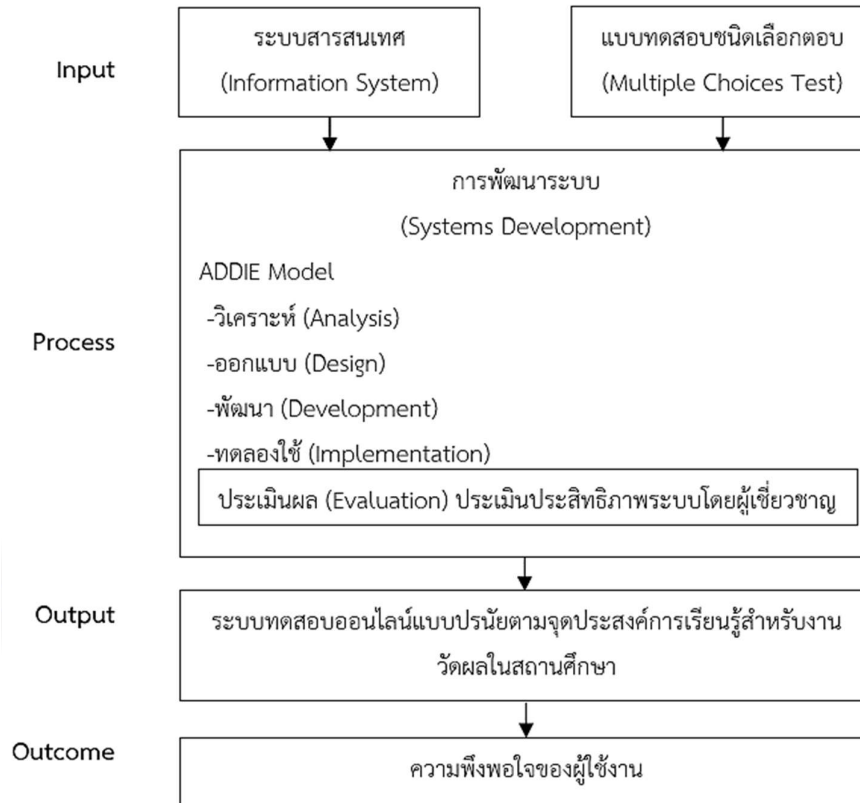 Input
ระบบสารสนเทศ
(Information System)
แบบทดสอบชนิดเลือกตอบ
(Multiple Choices Test)
Process
การพัฒนาระบบ
(Systems Development)
ADDIE Model
-วิเคราะห์ (Analysis)
-ออกแบบ (Design)
-พัฒนา (Development)
-ทดลองใช้ (Implementation)
ประเมินผล (Evaluation) ประเมินประสิทธิภาพระบบโดยผู้เชี่ยวชาญ
Output
ระบบทดสอบออนไลน์แบบปรนัยตามจุดประสงค์การเรียนรู้สำหรับงาน
วัดผลในสถานศึกษา
Outcome
ความพึงพอใจของผู้ใช้งาน